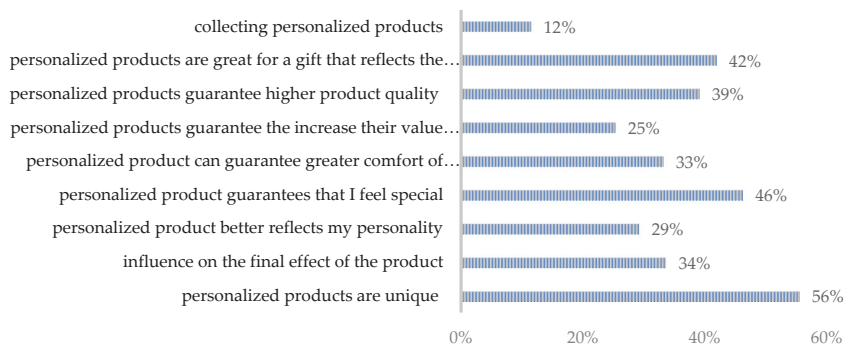 collecting personalized products 12%
personalized products are great for a gift that reflects the… 42%
personalized products guarantee higher product quality 39%
personalized products guarantee the increase their value… 25%
personalized product can guarantee greater comfort of… 33%
personalized product guarantees that I feel special 46%
personalized product better reflects my personality 29%
influence on the final effect of the product 34%
personalized products are unique 56%
0% 20% 40% 60%